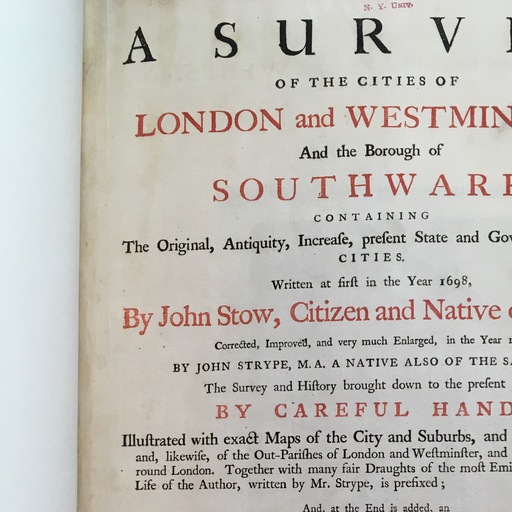 N. Y. Univ.
A SURVE
OF THE CITIES OF
LONDON and WESTMIN
And the Borough of
SOUTHWARK
CONTAINING
The Original, Antiquity, Increaſe, preſent State and Gov
CITIES.
Written at firſt in the Year 1698,
By John Stow, Citizen and Native
Corrected, Improved, and very much Enlarged, in the Year 1
BY JOHN STRYPE, M.A. A NATIVE ALSO OF THE S
The Survey and Hiſtory brought down to the preſent
BY CAREFUL HAND
Illuſtrated with exact Maps of the City and Suburbs, and
and, likewiſe, of the Out-Pariſhes of London and Weſtminſter, and
round London. Together with many fair Draughts of the moſt Emi
Life of the Author, written by Mr. Strype, is prefixed;
And, at the End is added, an